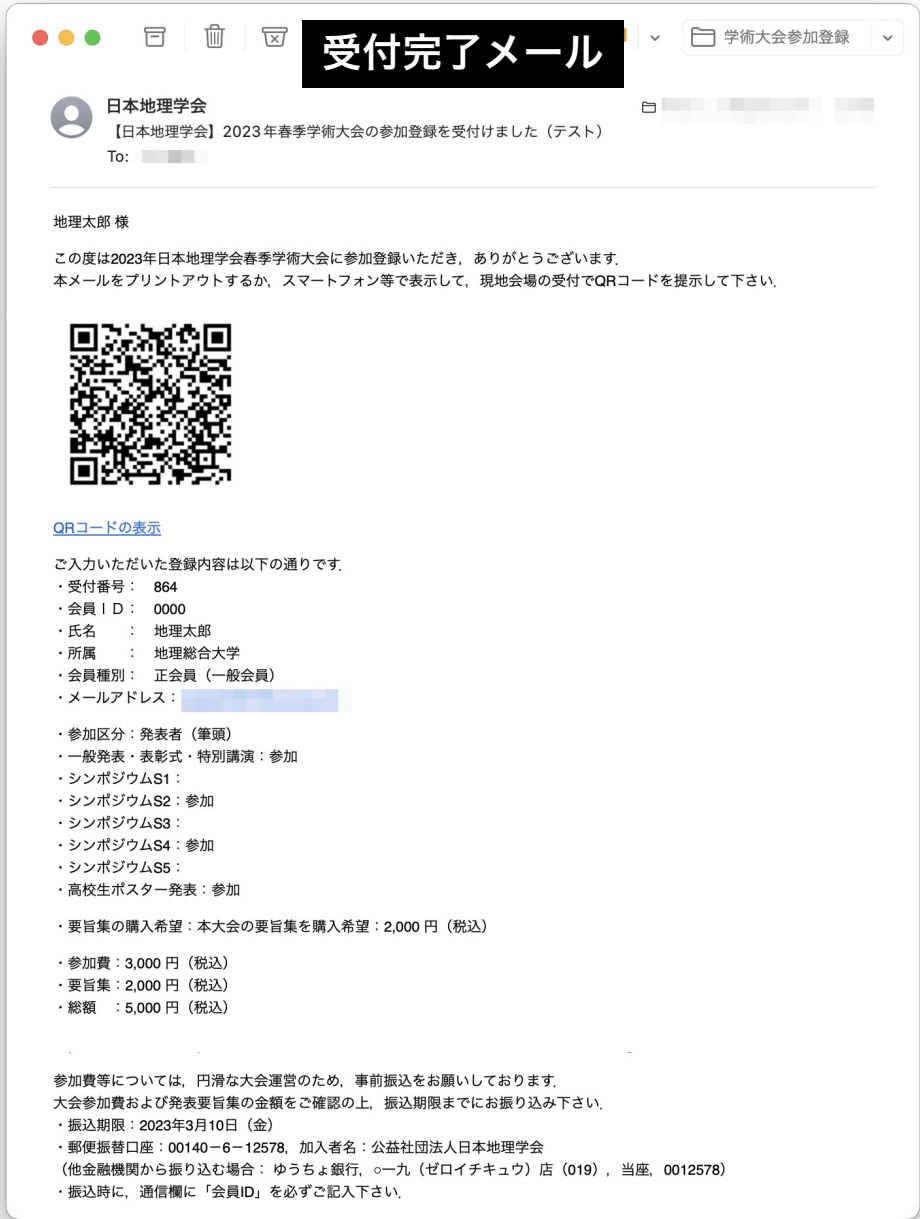 受付完了メール
学術大会参加登録
日本地理学会
【日本地理学会】2023年春季学術大会の参加登録を受付けました（テスト）
To:
地理太郎 様
この度は2023年日本地理学会春季学術大会に参加登録いただき，ありがとうございます．
本メールをプリントアウトするか，スマートフォン等で表示して，現地会場の受付でQRコードを提示して下さい．
QRコードの表示
ご入力いただいた登録内容は以下の通りです．
・受付番号： 864
・会員ＩＤ： 0000
・氏名　　： 地理太郎
・所属　　： 地理総合大学
・会員種別： 正会員（一般会員）
・メールアドレス：
・参加区分：発表者（筆頭）
・一般発表・表彰式・特別講演：参加
・シンポジウムS1：
・シンポジウムS2：参加
・シンポジウムS3：
・シンポジウムS4：参加
・シンポジウムS5：
・高校生ポスター発表：参加
・要旨集の購入希望：本大会の要旨集を購入希望：2,000 円（税込）
・参加費：3,000 円（税込）
・要旨集：2,000 円（税込）
・総額　：5,000 円（税込）
参加費等については，円滑な大会運営のため，事前振込をお願いしております．
大会参加費および発表要旨集の金額をご確認の上，振込期限までにお振り込み下さい．
・振込期限：2023年3月10日（金）
・郵便振替口座：00140－6－12578，加入者名：公益社団法人日本地理学会
（他金融機関から振り込む場合： ゆうちょ銀行，○一九（ゼロイチキュウ）店（019），当座，0012578）
・振込時に，通信欄に「会員ID」を必ずご記入下さい．